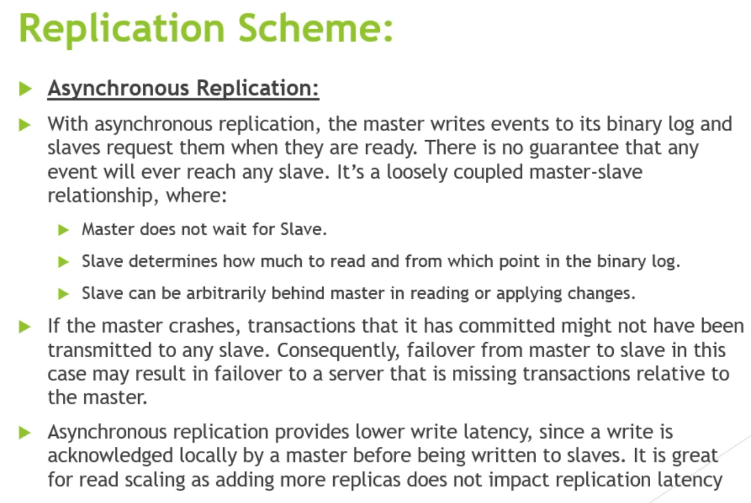 Replication Scheme:
Asynchronous Replication:
With asynchronous replication, the master writes events to its binary log and
slaves request them when they are ready. There is no guarantee that any
event will ever reach any slave. It’s a loosely coupled master-slave
relationship, where:
Master does not wait for Slave.
Slave determines how much to read and from which point in the binary log.
Slave can be arbitrarily behind master in reading or applying changes.
If the master crashes, transactions that it has committed might not have been
transmitted to any slave. Consequently, failover from master to slave in this
case may result in failover to a server that is missing transactions relative to
the master.
Asynchronous replication provides lower write latency, since a write is
acknowledged locally by a master before being written to slaves. It is great
for read scaling as adding more replicas does not impact replication latency